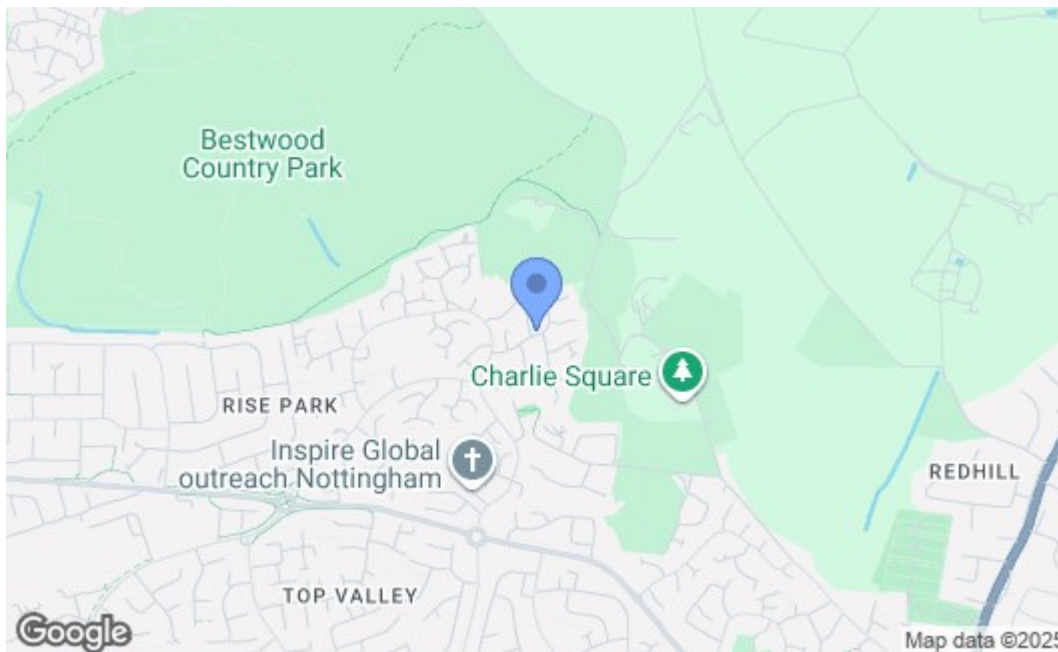 Bestwood
Country Park
Charlie Square
RISE PARK
Inspire Global
outreach Nottingham
REDHILL
TOP VALLEY
Google
Map data ©2025